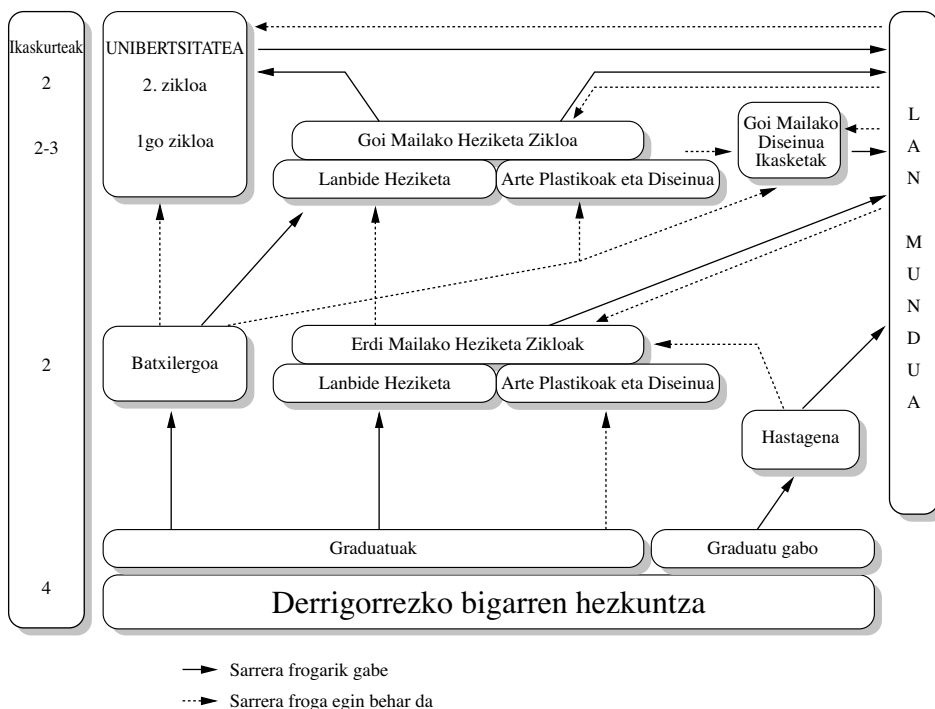 Ikaskurteak
2
2-3
2
4
UNIBERTSITATEA
2. zikloa
1go zikloa
Goi Mailako Heziketa Zikloa
Lanbide Heziketa
Arte Plastikoak eta Diseinua
Goi Mailako
Diseinua
Ikasketak
L
A
N
M
U
N
D
U
A
Batxilergoa
Erdi Mailako Heziketa Zikloak
Lanbide Heziketa
Arte Plastikoak eta Diseinua
Hastagena
Graduatuak
Graduatu gabo
Derrigorrezko bigarren hezkuntza
Sarrera frogarik gabe
Sarrera froga egin behar da